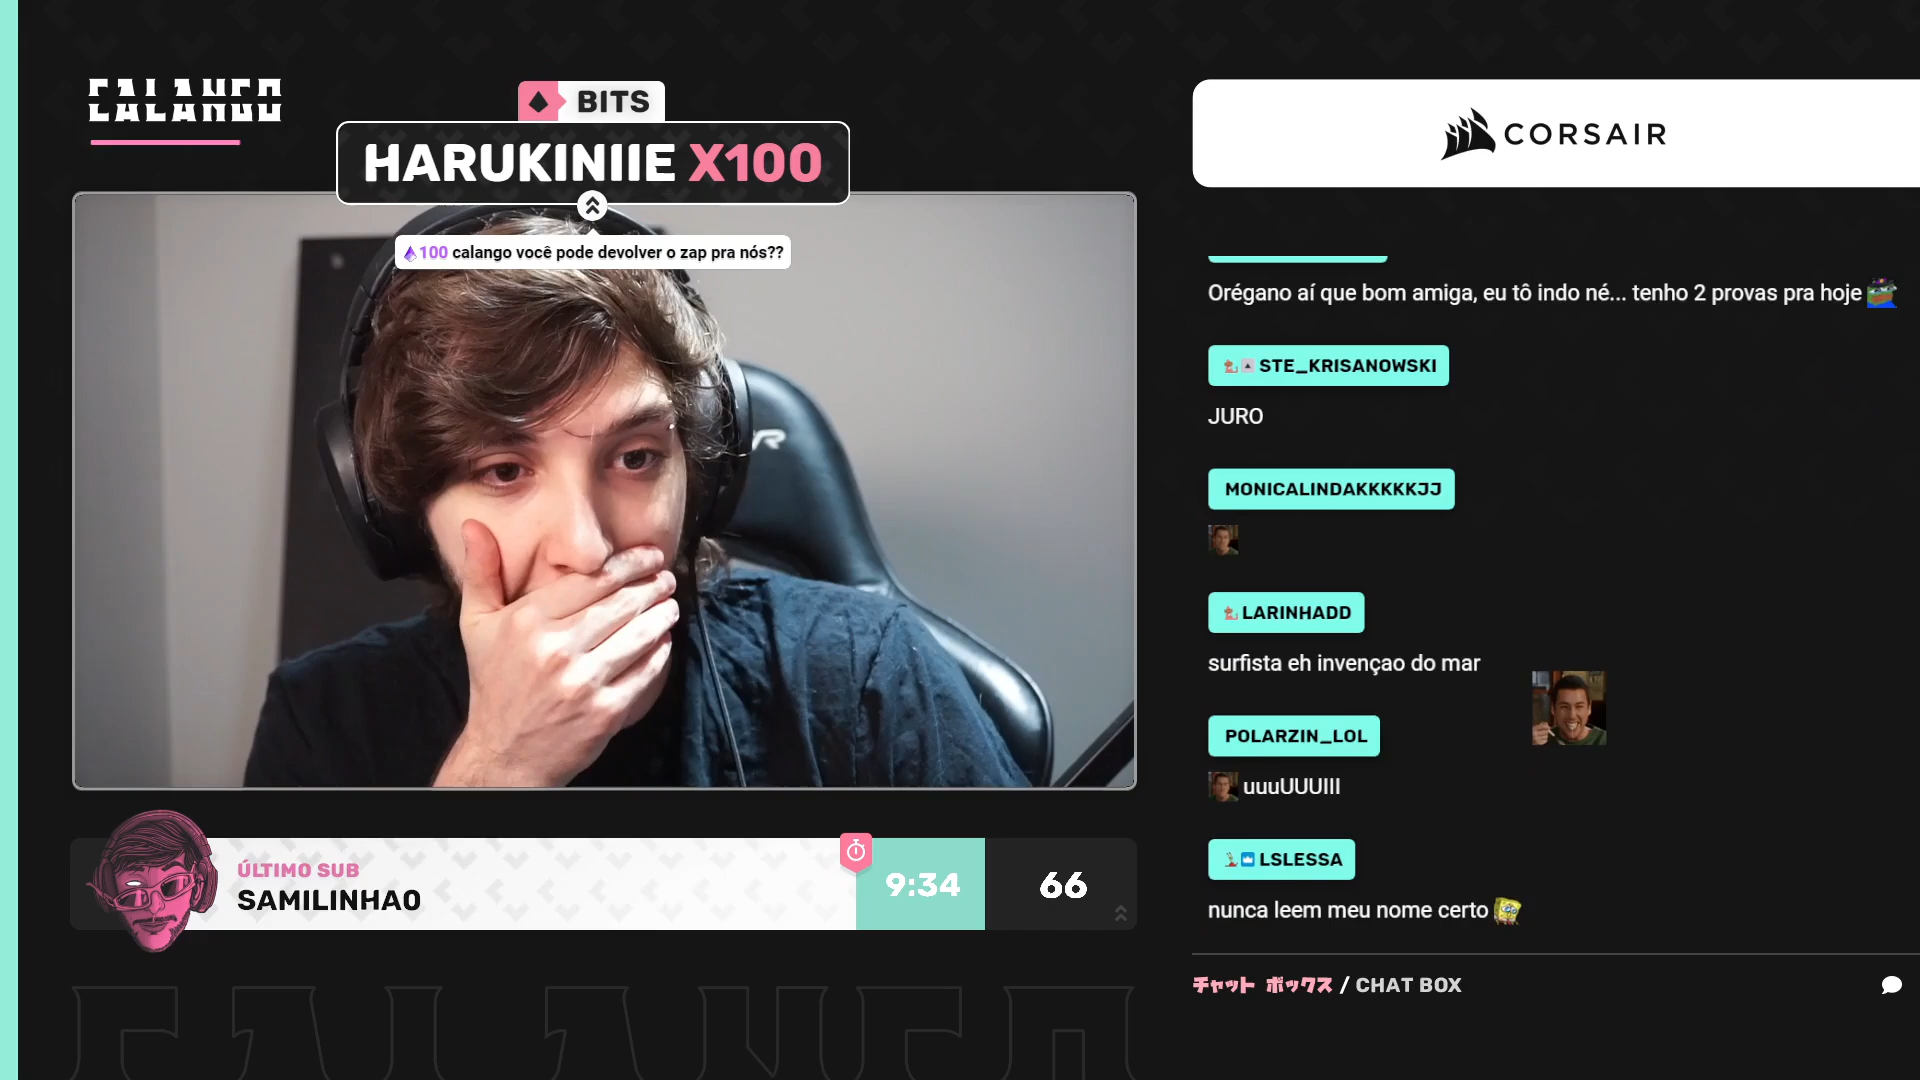 CALANGO
BITS
HARUKINIIE X100
100 calango você pode devolver o zap pra nós??
ÚLTIMO SUB
SAMILINHAO
9:34
66
CORSAIR
Orégano aí que bom amiga, eu tô indo né... tenho 2 provas pra hoje
STE_KRISANOWSKI
JURO
MONICALINDAKKKKKJJ
LARINHADD
surfista eh invençao do mar
POLARZIN_LOL
uuuUUUIII
LSLESSA
nunca leem meu nome certo
チャット ボックス / CHAT BOX
CALANGO